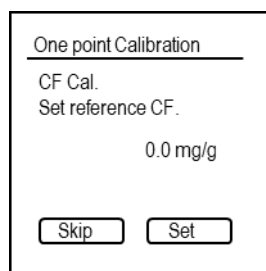 One point Calibration
CF Cal.
Set reference CF.
0.0 mg/g
Skip Set